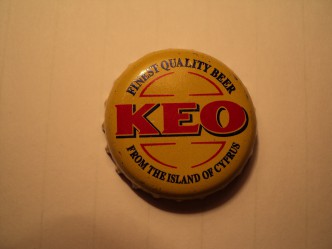 FINEST QUALITY BEER
KEO
FROM THE ISLAND OF CYPRUS